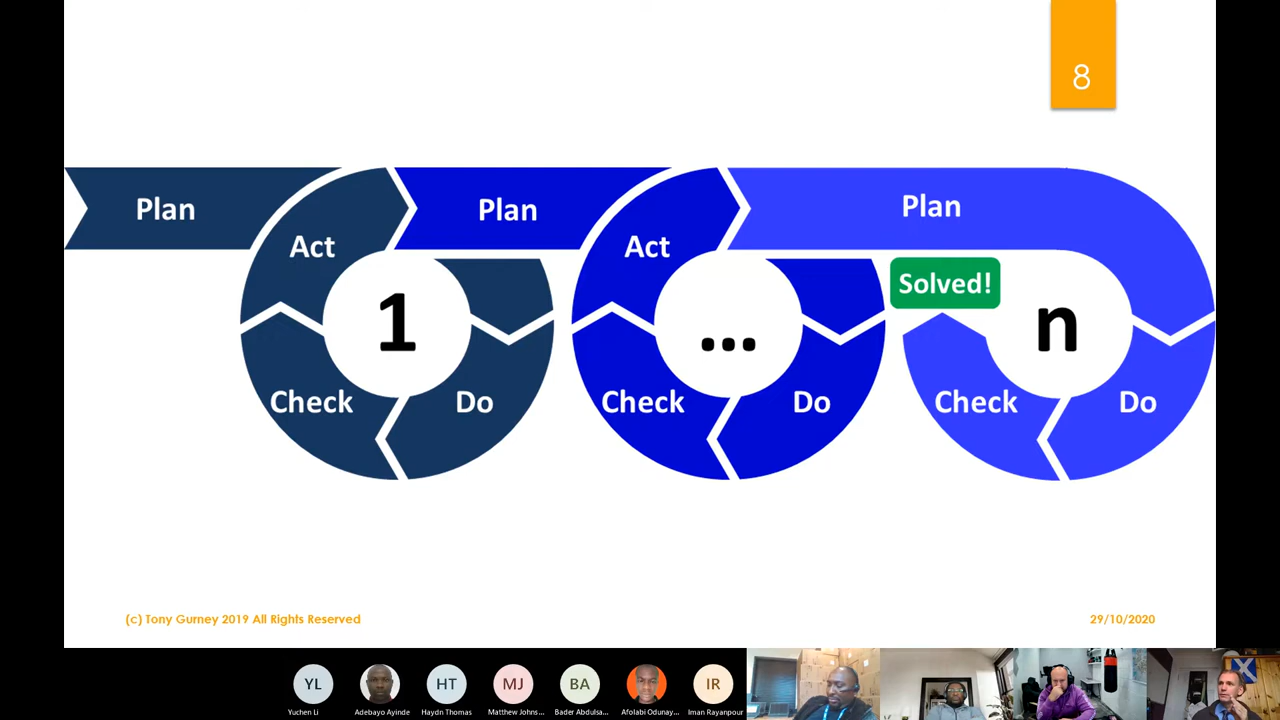 8
Plan
Plan
Plan
Act
Act
Solved!
1
...
n
Check
Do
Check
Do
Check
Do
(c) Tony Gurney 2019 All Rights Reserved
29/10/2020
YL
HT
MJ
BA
IR
Yuchen Li
Adebayo Ayinde
Haydn Thomas
Matthew Johns...
Bader Abdulsa...
Afolabi Odunay...
Iman Rayanpour